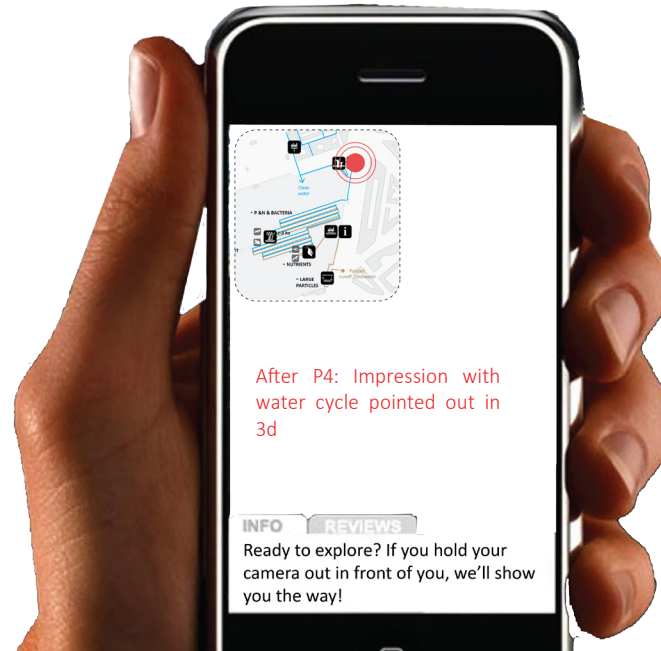 Clean
water
• P &N & BACTERIA
• NUTRIENTS
• LARGE
PARTICLES
After P4: Impression with
water cycle pointed out in
3d
INFO
REVIEWS
Ready to explore? If you hold your
camera out in front of you, we'll show
you the way!